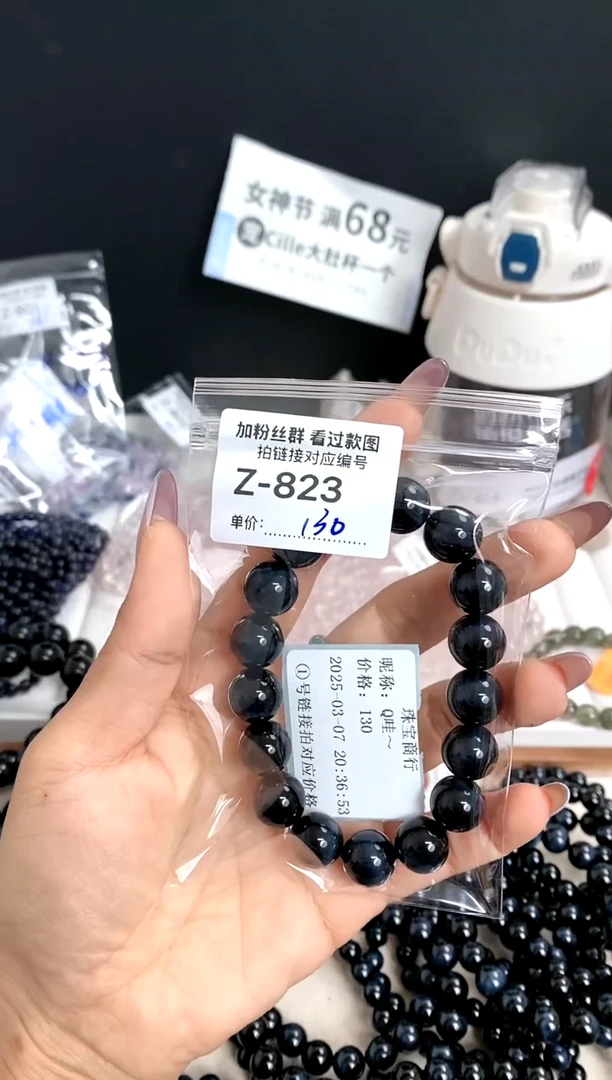 女神节 满68元
Cille大肚杯一个
加粉丝群 看过款图
拍链接对应编号
Z-823
单价: 130
珠宝商行
昵称: Q哇~
价格: 130
2025-03-07 20:36:53
①号链接拍对应价格